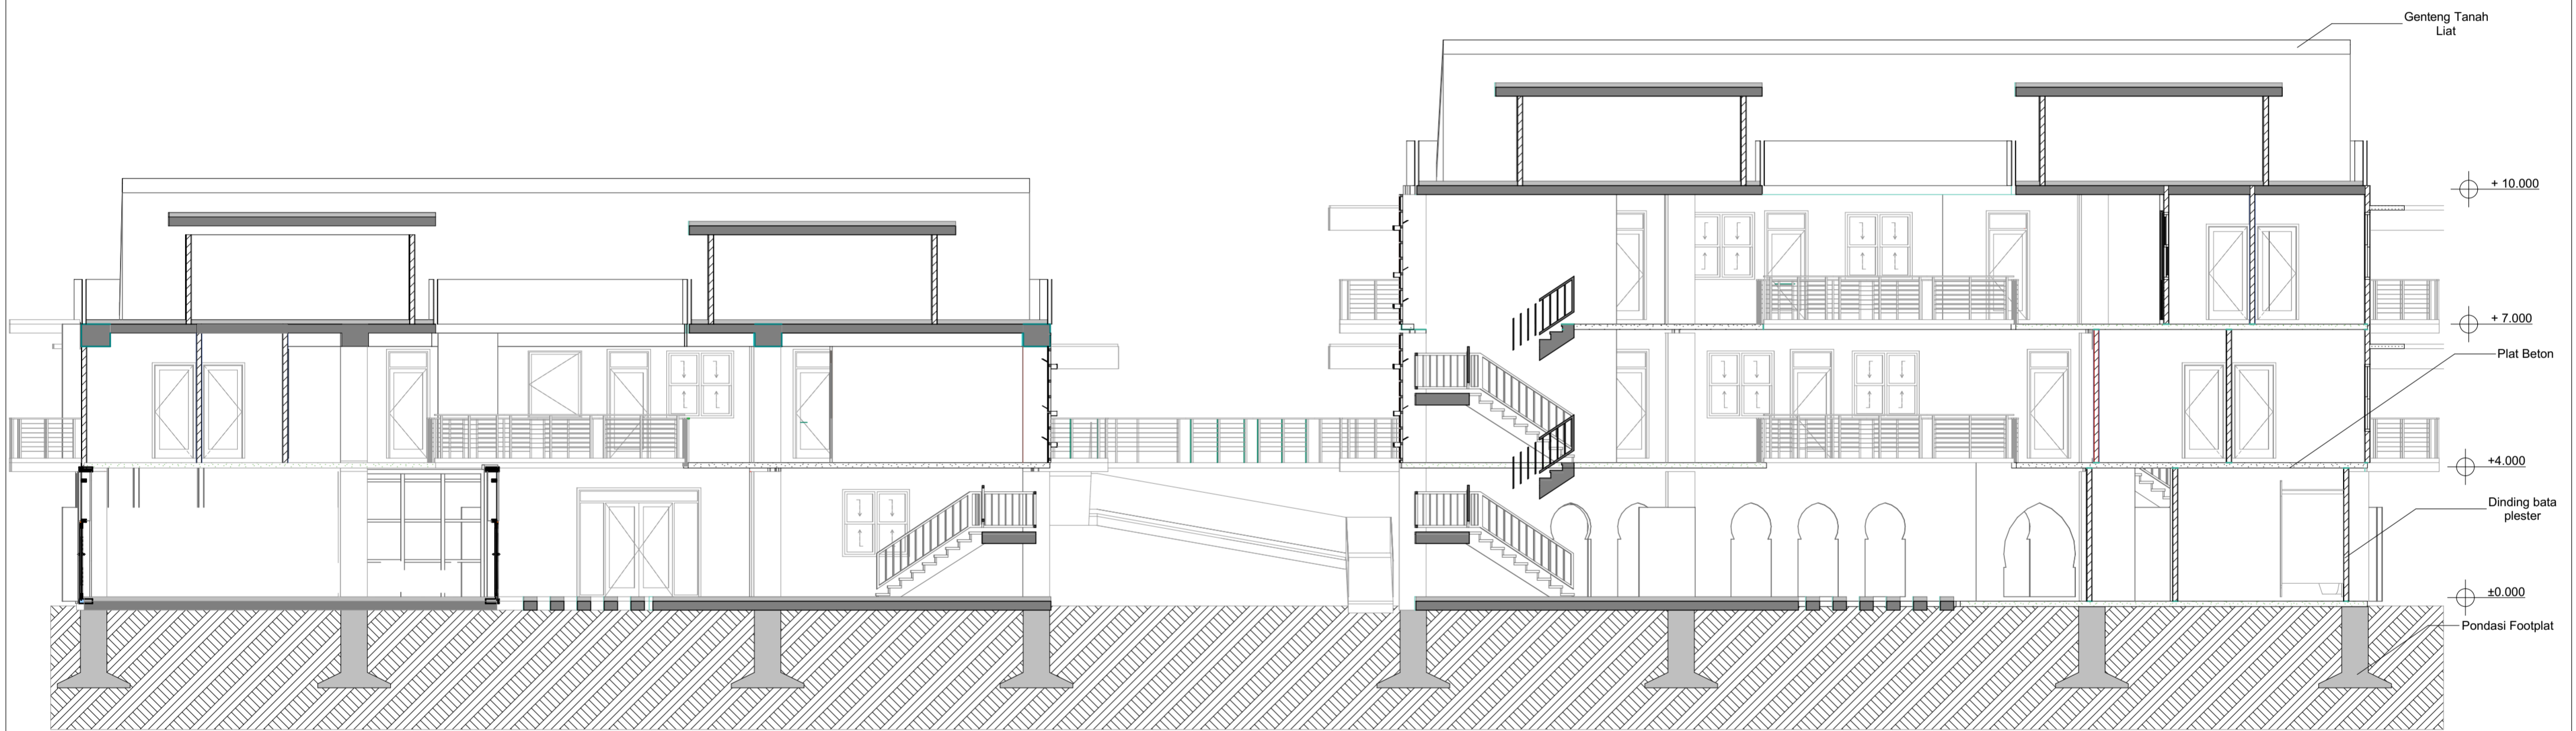 Genteng Tanah
Liat
+ 10.000
+ 7.000
Plat Beton
+4.000
Dinding bata
plester
±0.000
Pondasi Footplat